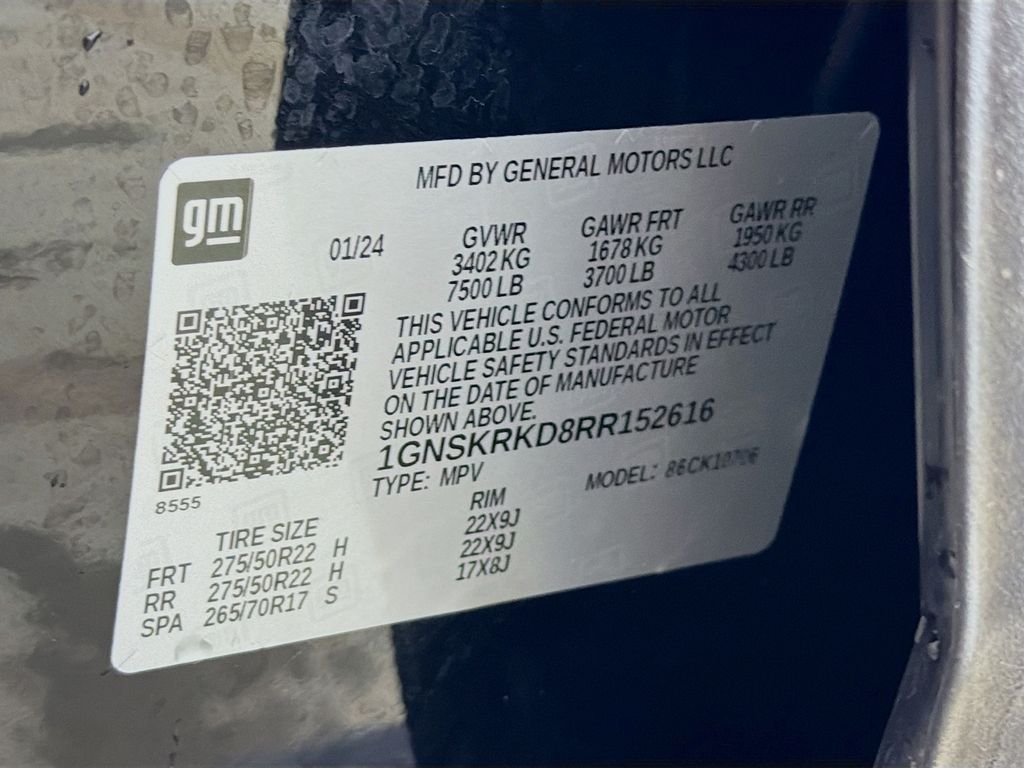 MFD BY GENERAL MOTORS LLC
gm
01/24
GVWR GAWR FRT GAWR RR
3402 KG 1678 KG 1950 KG
7500 LB 3700 LB 4300 LB
THIS VEHICLE CONFORMS TO ALL
APPLICABLE U.S. FEDERAL MOTOR
VEHICLE SAFETY STANDARDS IN EFFECT
ON THE DATE OF MANUFACTURE
SHOWN ABOVE.
1GNSKRKD8RR152616
TYPE: MPV MODEL:
8555
TIRE SIZE RIM
FRT 275/50R22 H 22X9J
RR 275/50R22 H 22X9J
SPA 265/70R17 S 17X8J